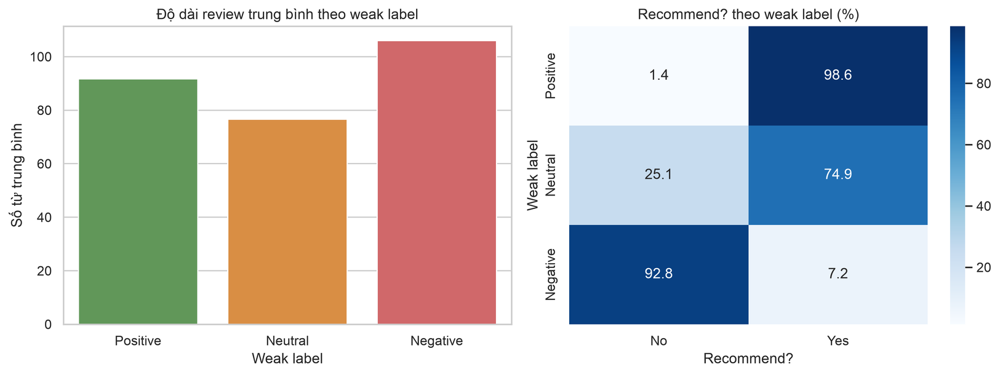 Độ dài review trung bình theo weak label
Số từ trung bình
100
80
60
40
20
0
Positive
Neutral
Negative
Weak label
Recommend? theo weak label (%)
Weak label
Positive
Neutral
Negative
1.4
98.6
25.1
74.9
92.8
7.2
No
Yes
Recommend?
80
60
40
20